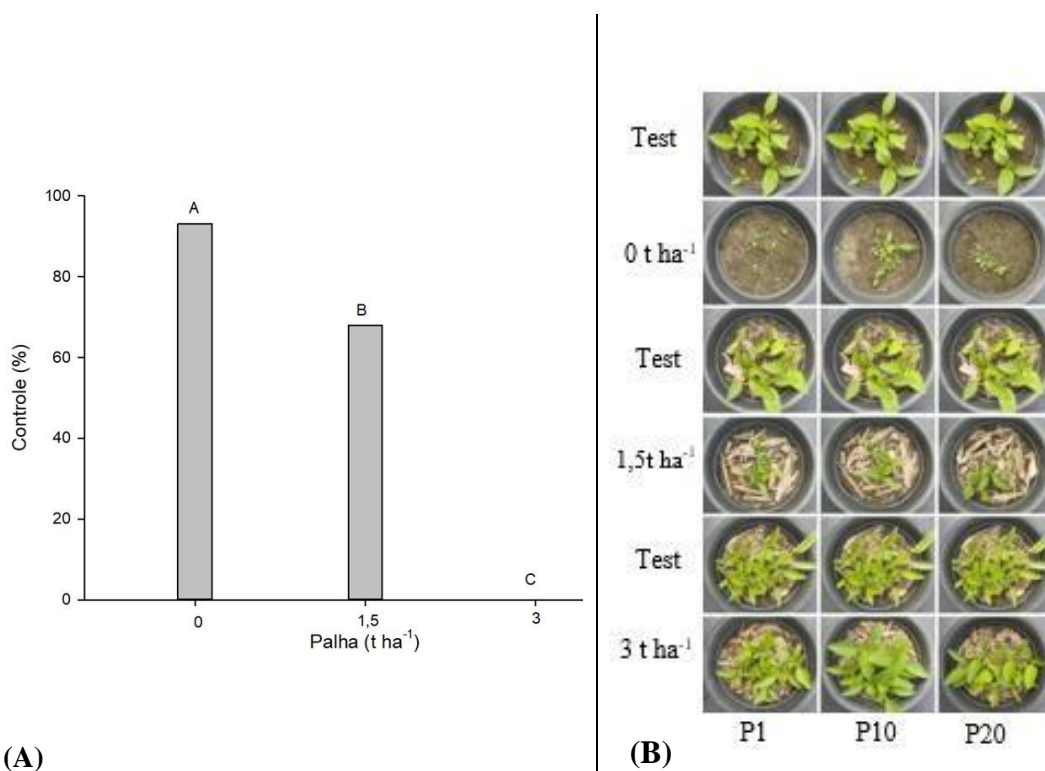 100
80
60
40
20
0
Controle (%)
A
B
C
0
1,5
3
Palha (t ha⁻¹)
(A)
Test
0 t ha⁻¹
Test
1,5t ha⁻¹
Test
3 t ha⁻¹
P1 P10 P20
(B)